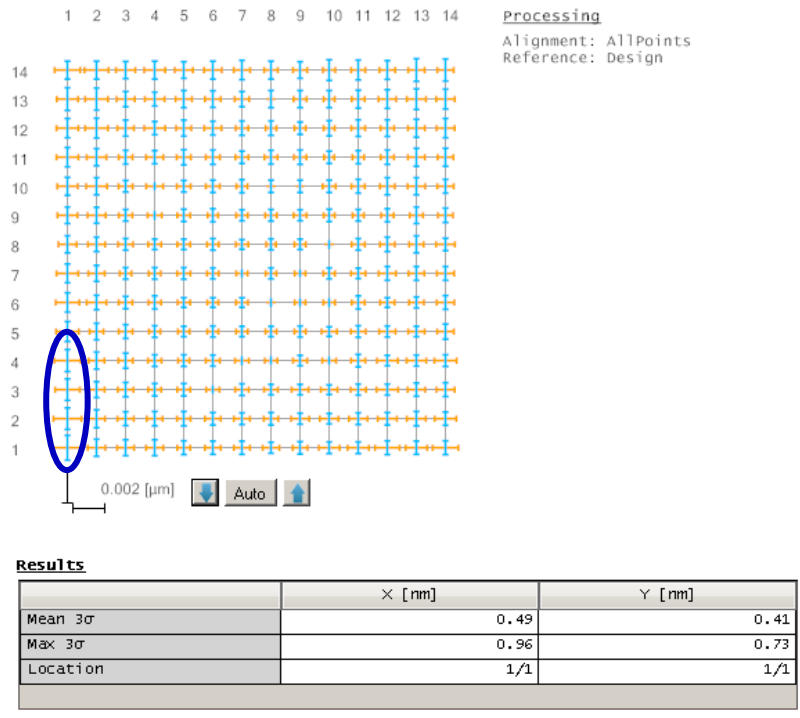 1 2 3 4 5 6 7 8 9 10 11 12 13 14
Processing
Alignment: AllPoints
Reference: Design
14
13
12
11
10
9
8
7
6
5
4
3
2
1
0.002 [µm]
Auto
Results
X [nm] Y [nm]
Mean 3σ 0.49 0.41
Max 3σ 0.96 0.73
Location 1/1 1/1